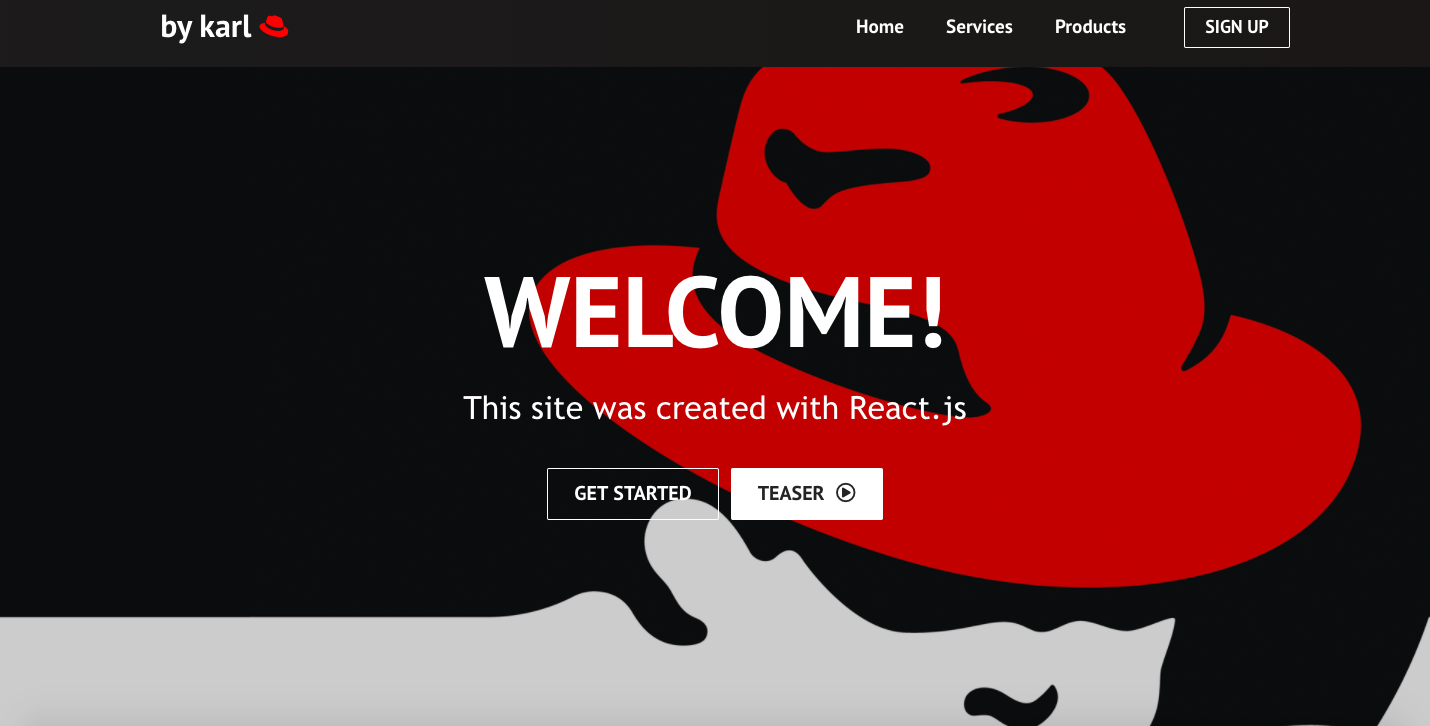 by karl
Home Services Products SIGN UP
WELCOME!
This site was created with React.js
GET STARTED TEASER